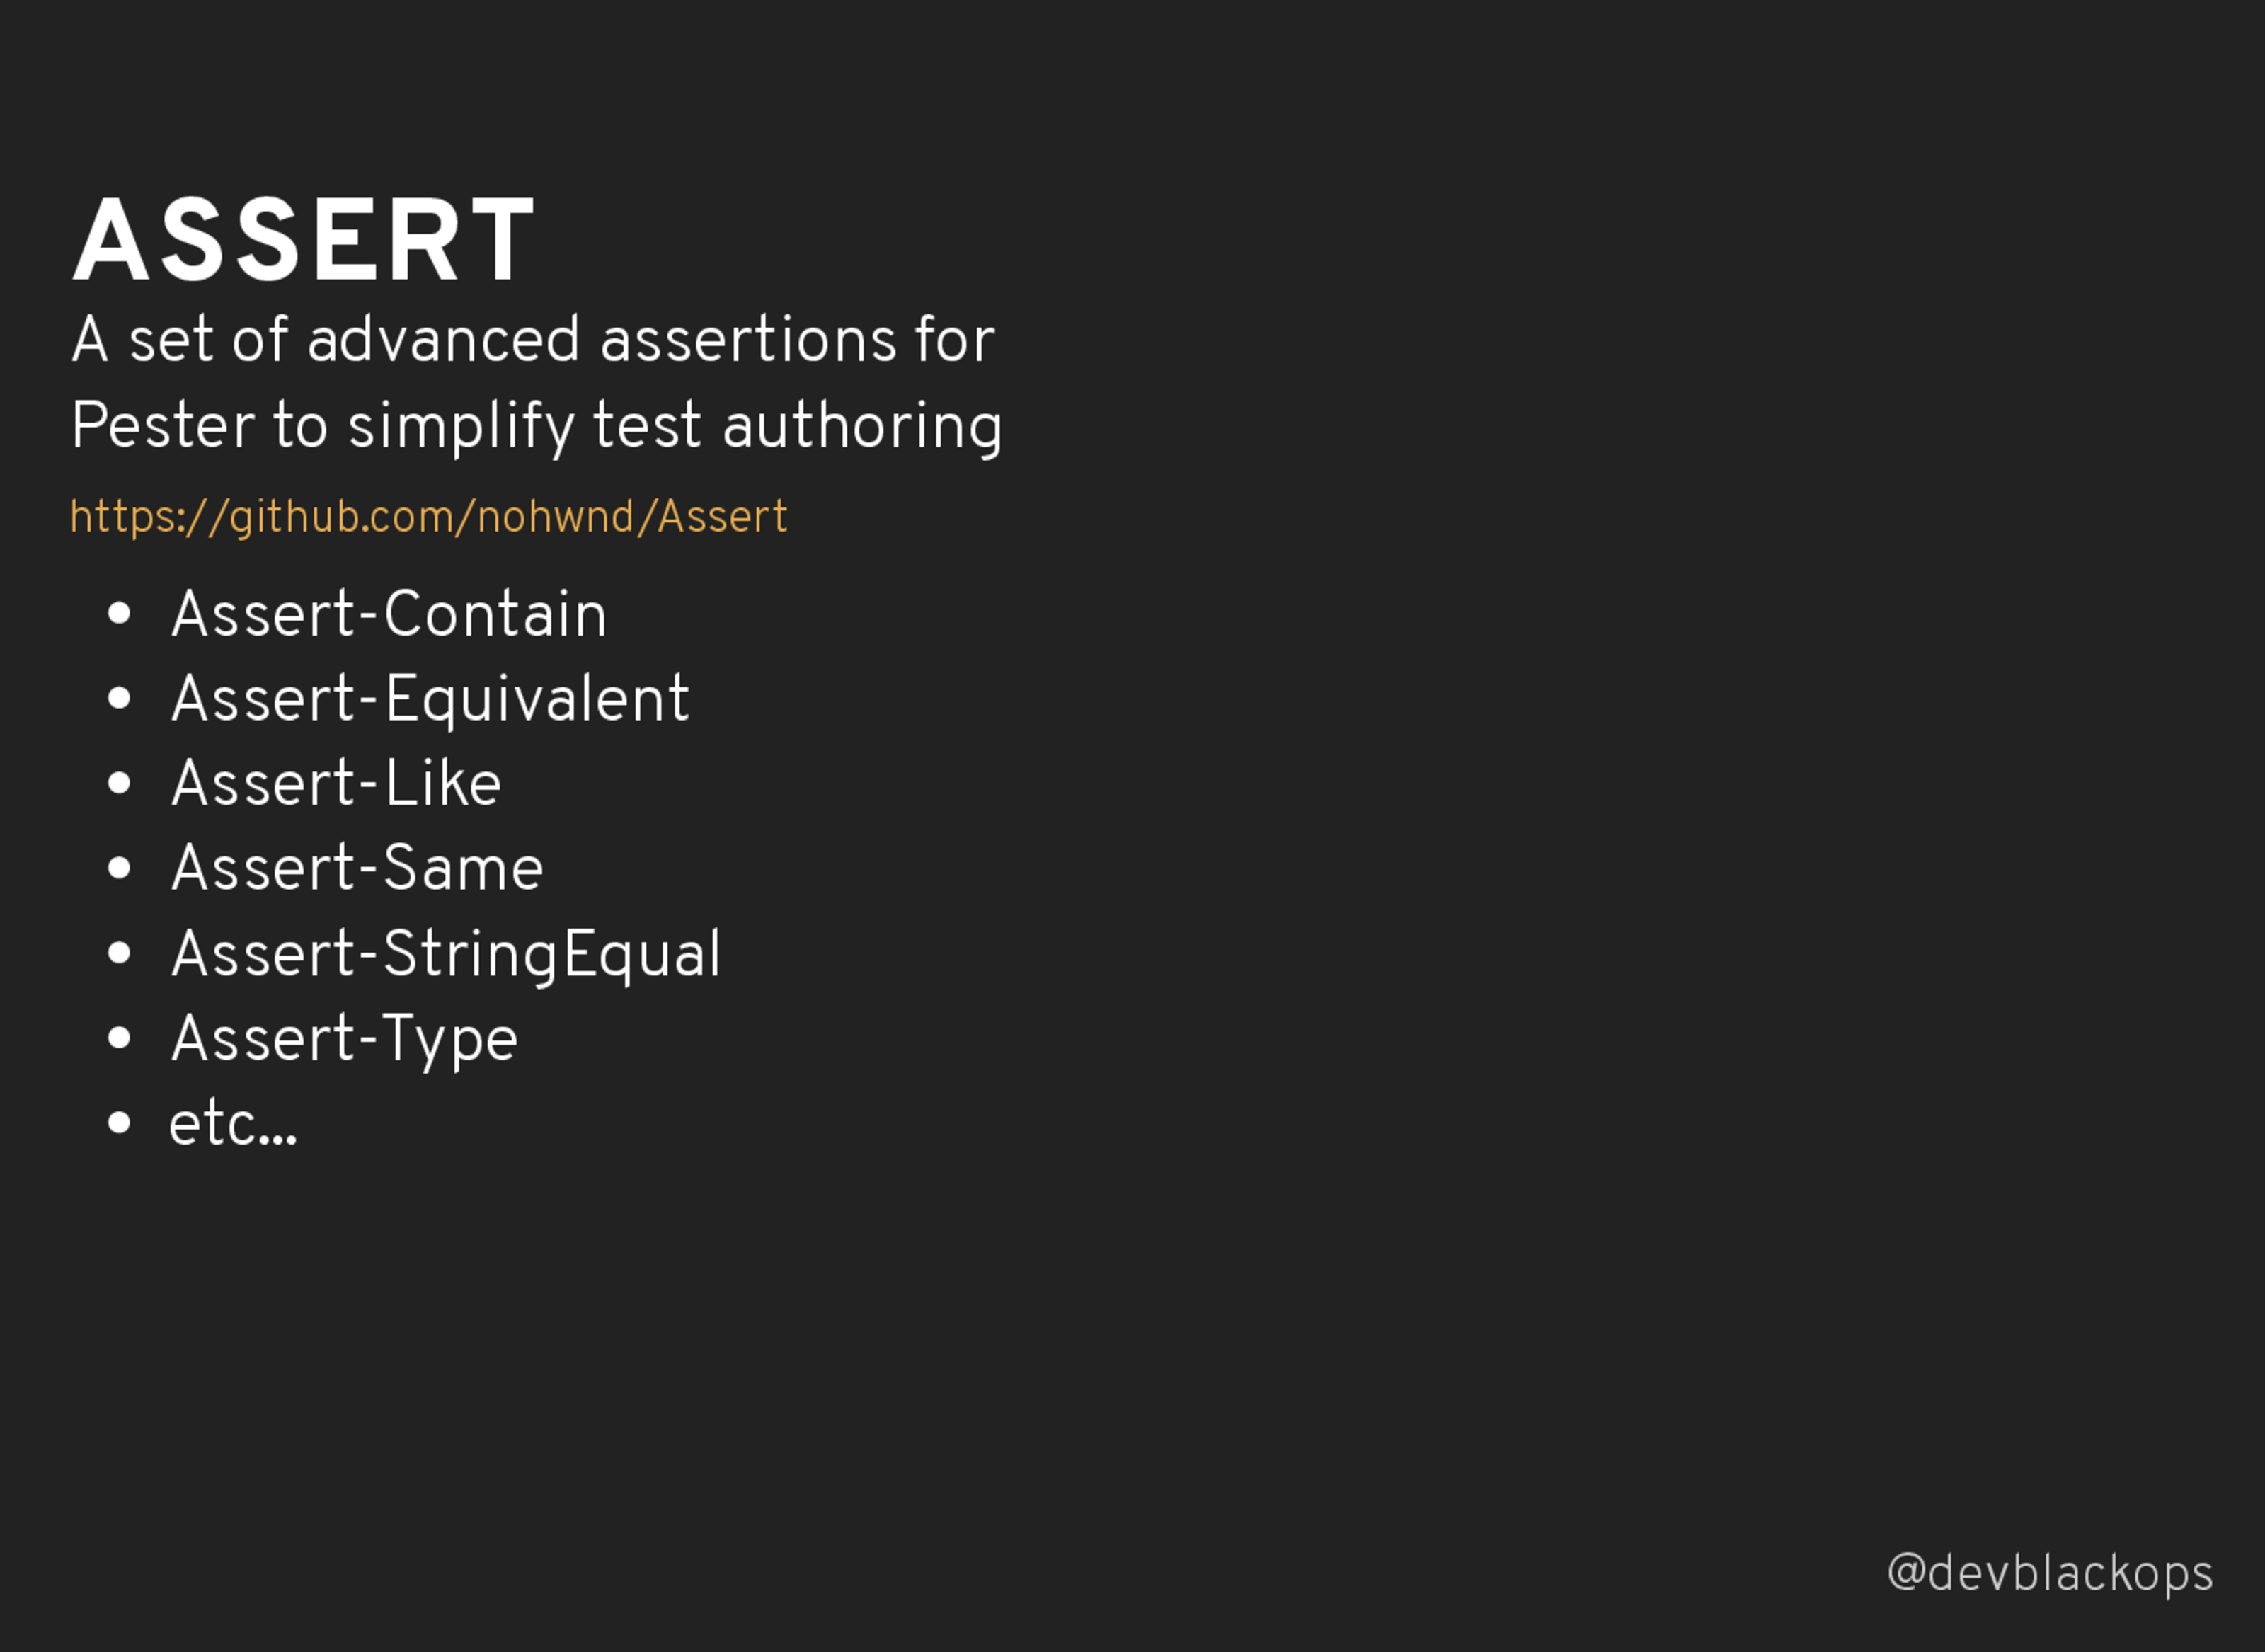 ASSERT
A set of advanced assertions for
Pester to simplify test authoring
https://github.com/nohwnd/Assert
• Assert-Contain
• Assert-Equivalent
• Assert-Like
• Assert-Same
• Assert-StringEqual
• Assert-Type
• etc...
@devblackops